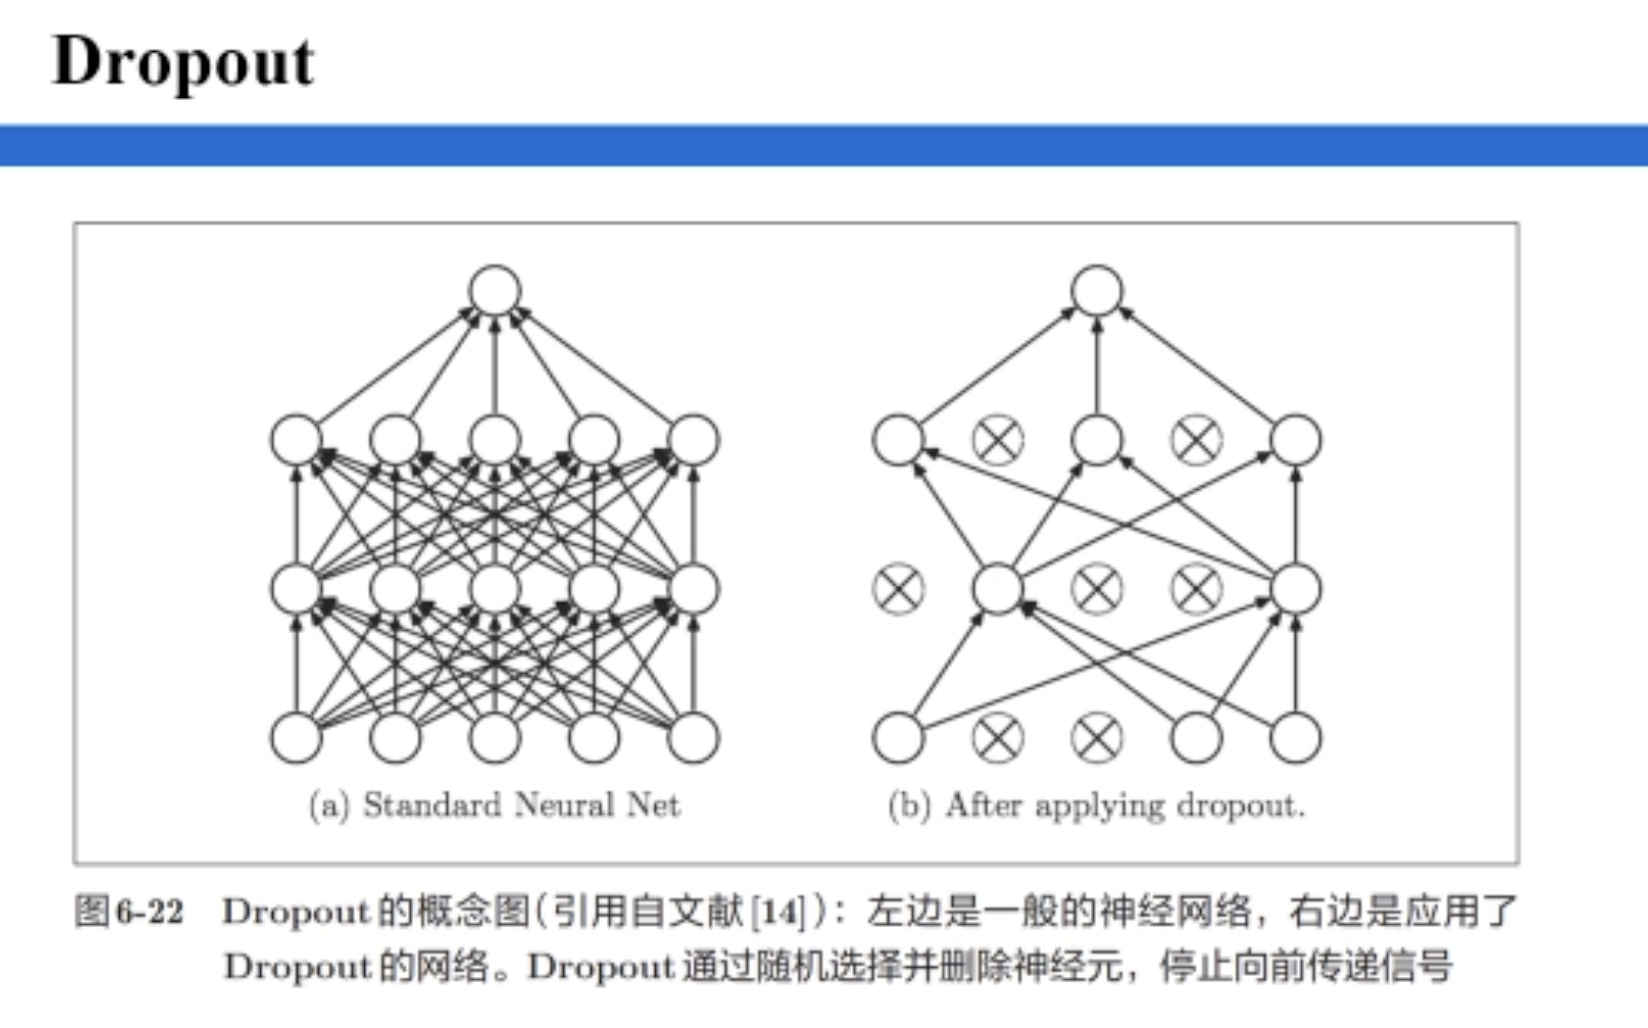 Dropout
(a) Standard Neural Net
(b) After applying dropout.
图6-22 Dropout的概念图（引用自文献[14]）：左边是一般的神经网络，右边是应用了
Dropout的网络。Dropout通过随机选择并删除神经元，停止向前传递信号